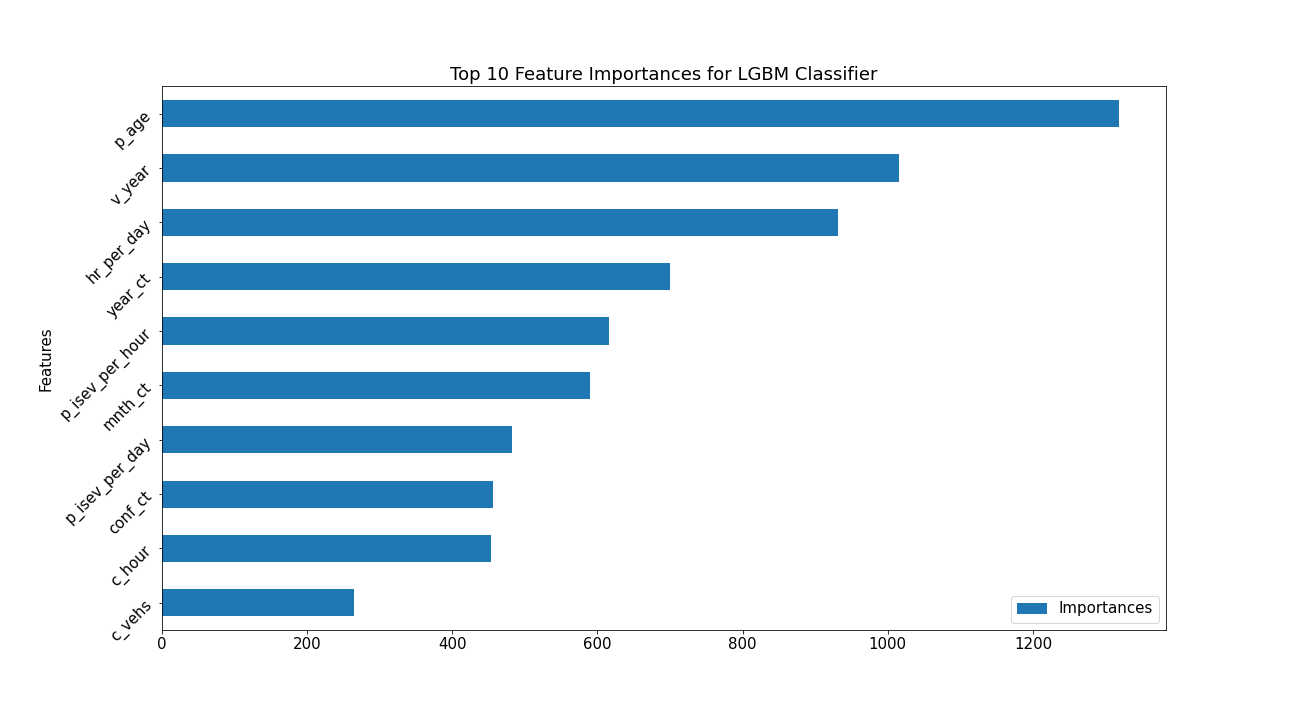 Top 10 Feature Importances for LGBM Classifier
p_age
v_year
hr_per_day
year_ct
p_isev_per_hour
mnth_ct
p_isev_per_day
conf_ct
c_hour
c_vehs
Features
Importances
0 200 400 600 800 1000 1200